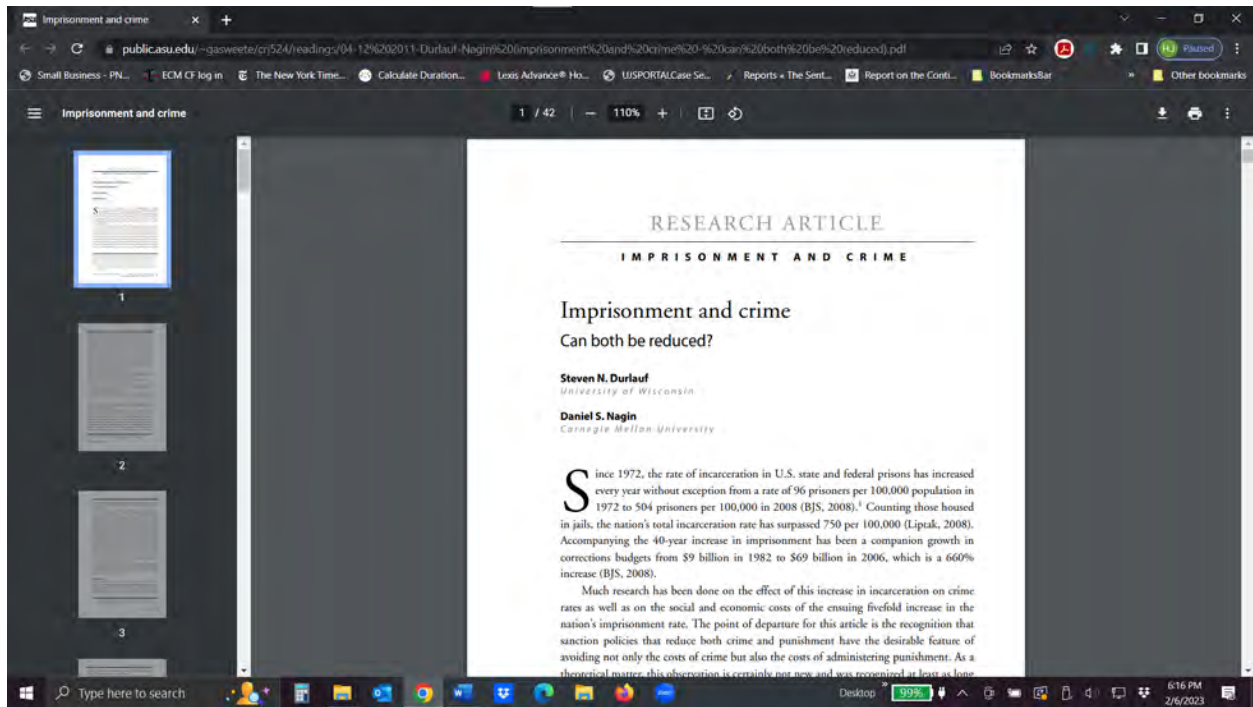 Imprisonment and crime
public.asu.edu/~gasweete/crj524/readings/04-12%202011-Durlauf-Nagin%20(imprisonment%20and%20crime%20-%20can%20both%20be%20reduced).pdf
HJ Paused
Small Business - PN... ECM CF log in The New York Time... Calculate Duration... Lexis Advance® Ho... USPORTALCase Se... Reports « The Sent... Report on the Conti... BookmarksBar » Other bookmarks
Imprisonment and crime 1 / 42 110%
1
2
3
RESEARCH ARTICLE
IMPRISONMENT AND CRIME
Imprisonment and crime
Can both be reduced?
Steven N. Durlauf
University of Wisconsin
Daniel S. Nagin
Carnegie Mellon University
Since 1972, the rate of incarceration in U.S. state and federal prisons has increased
every year without exception from a rate of 96 prisoners per 100,000 population in
1972 to 504 prisoners per 100,000 in 2008 (BJS, 2008).¹ Counting those housed
in jails, the nation's total incarceration rate has surpassed 750 per 100,000 (Liptak, 2008).
Accompanying the 40-year increase in imprisonment has been a companion growth in
corrections budgets from $9 billion in 1982 to $69 billion in 2006, which is a 660%
increase (BJS, 2008).
Much research has been done on the effect of this increase in incarceration on crime
rates as well as on the social and economic costs of the ensuing fivefold increase in the
nation's imprisonment rate. The point of departure for this article is the recognition that
sanction policies that reduce both crime and punishment have the desirable feature of
avoiding not only the costs of crime but also the costs of administering punishment. As a
theoretical matter, this observation is certainly not new and was recognized at least as long
Type here to search
Desktop » 99% 6:16 PM
2/6/2023